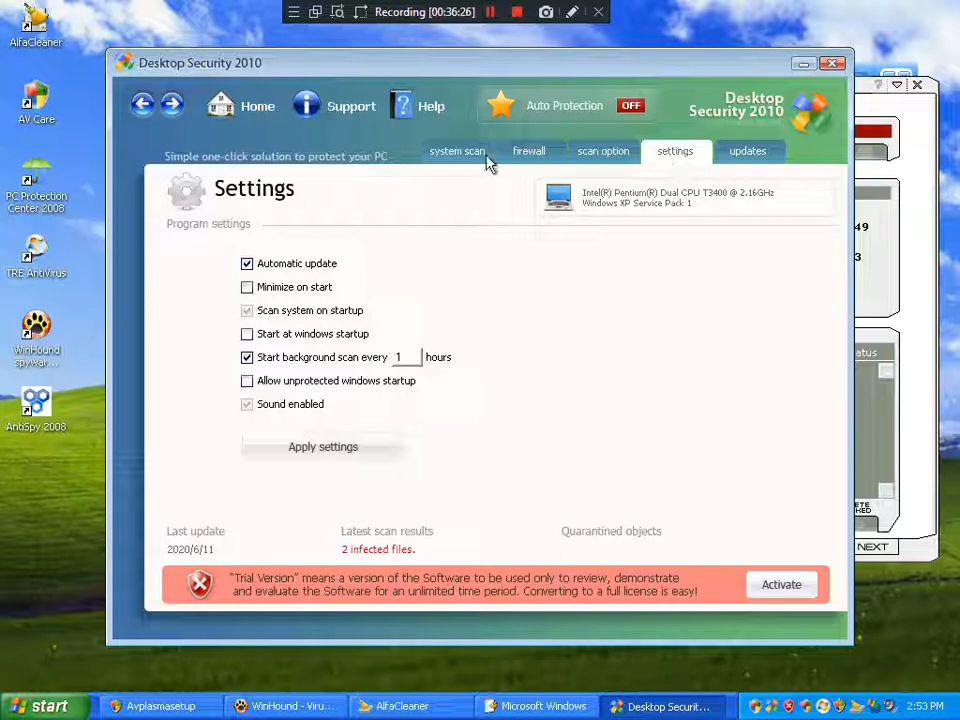 Recording [00:36:26]
AlfaCleaner
AV Care
PC Protection
Center 2008
TRE AntiVirus
WinHound
spywar...
AntiSpy 2008
Desktop Security 2010
Home
Support
Help
Auto Protection
OFF
Desktop
Security 2010
Simple one-click solution to protect your PC
system scan
firewall
scan option
settings
updates
Settings
Intel(R) Pentium(R) Dual CPU T3400 @ 2.16GHz
Windows XP Service Pack 1
Program settings
Automatic update
Minimize on start
Scan system on startup
Start at windows startup
Start background scan every 1 hours
Allow unprotected windows startup
Sound enabled
Apply settings
Last update
2020/6/11
Latest scan results
2 infected files.
Quarantined objects
"Trial Version" means a version of the Software to be used only to review, demonstrate
and evaluate the Software for an unlimited time period. Converting to a full license is easy!
Activate
49
3
atus
NEXT
start
Avplasmasetup
WinHound - Viru...
AlfaCleaner
Microsoft Windows
Desktop Securit...
2:53 PM